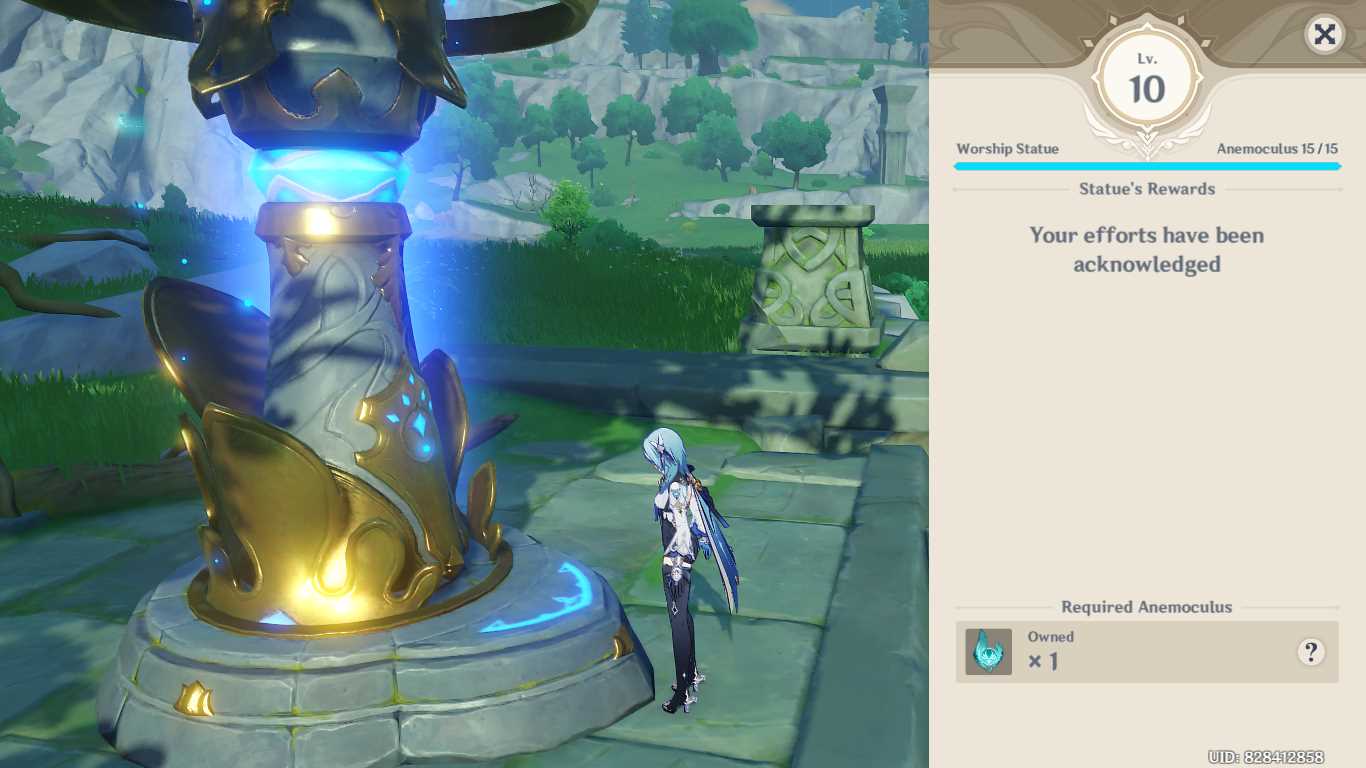 Lv.
10
Worship Statue
Anemoculus 15/15
Statue's Rewards
Your efforts have been
acknowledged
Required Anemoculus
Owned
× 1
?
UID: 828412858